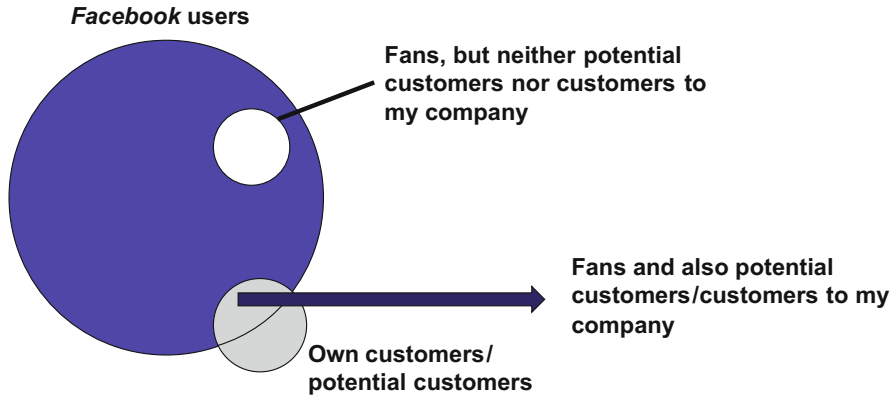 Facebook users
Fans, but neither potential
customers nor customers to
my company
Fans and also potential
customers/customers to my
company
Own customers/
potential customers